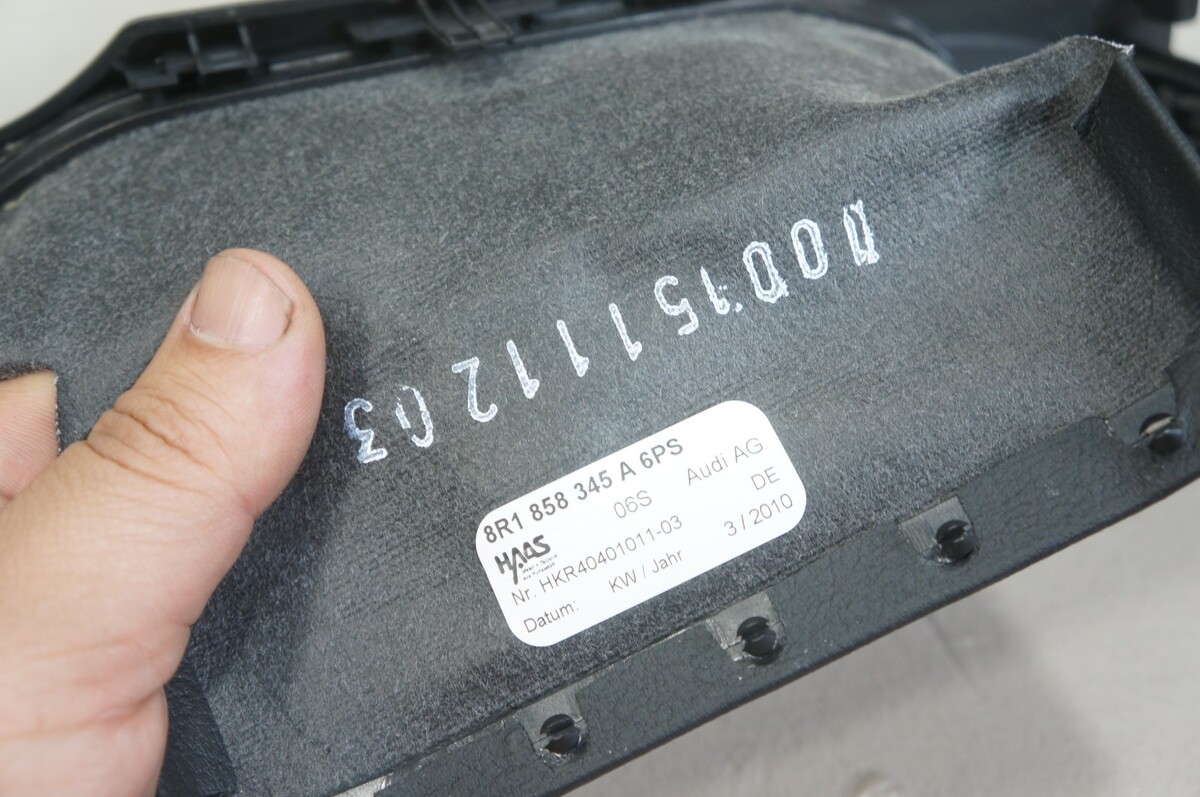 8R1 858 345 A 6PS
06S Audi AG
HAAS DE
Nr. HKR40401011-03
Datum: KW / Jahr 3 / 2010